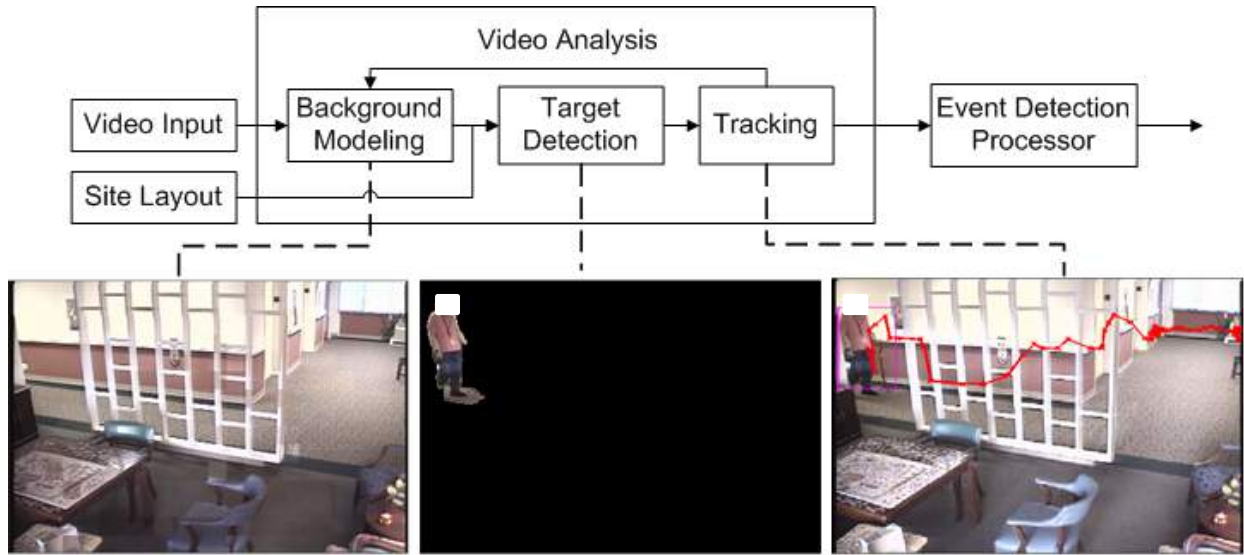 Video Analysis
Video Input
Background
Modeling
Target
Detection
Tracking
Event Detection
Processor
Site Layout